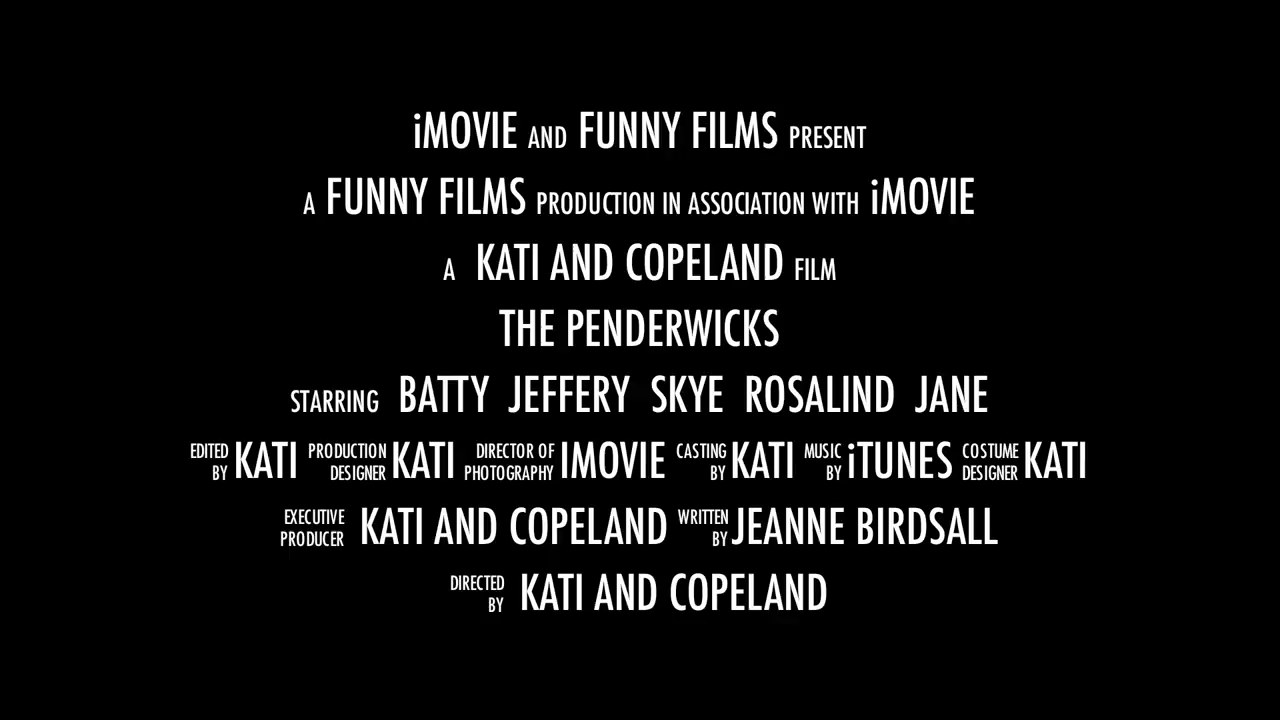 iMOVIE AND FUNNY FILMS PRESENT
A FUNNY FILMS PRODUCTION IN ASSOCIATION WITH iMOVIE
A KATI AND COPELAND FILM
THE PENDERWICKS
STARRING BATTY JEFFERY SKYE ROSALIND JANE
EDITED BY KATI PRODUCTION DESIGNER KATI DIRECTOR OF PHOTOGRAPHY IMOVIE CASTING BY KATI MUSIC BY iTUNES COSTUME DESIGNER KATI
EXECUTIVE PRODUCER KATI AND COPELAND WRITTEN BY JEANNE BIRDSALL
DIRECTED BY KATI AND COPELAND